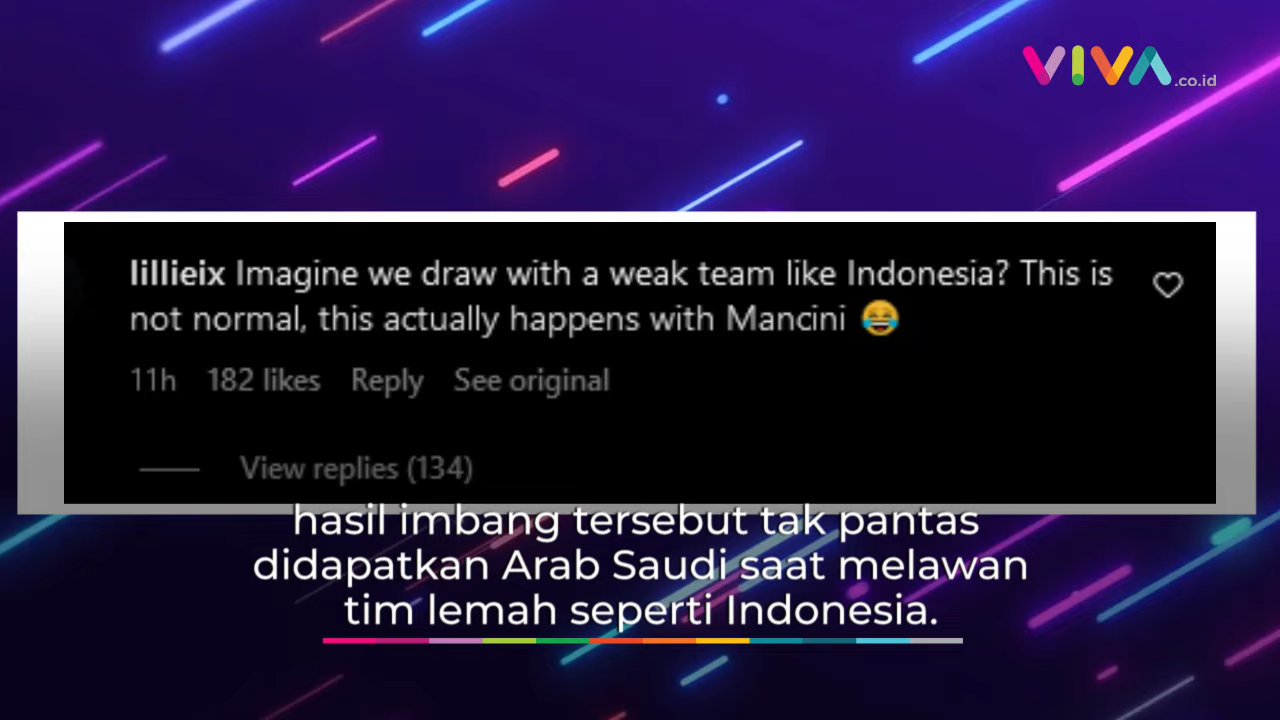 VIVA.co.id
lillieix Imagine we draw with a weak team like Indonesia? This is
not normal, this actually happens with Mancini 😂
11h 182 likes Reply See original
View replies (134)
hasil imbang tersebut tak pantas
didapatkan Arab Saudi saat melawan
tim lemah seperti Indonesia.